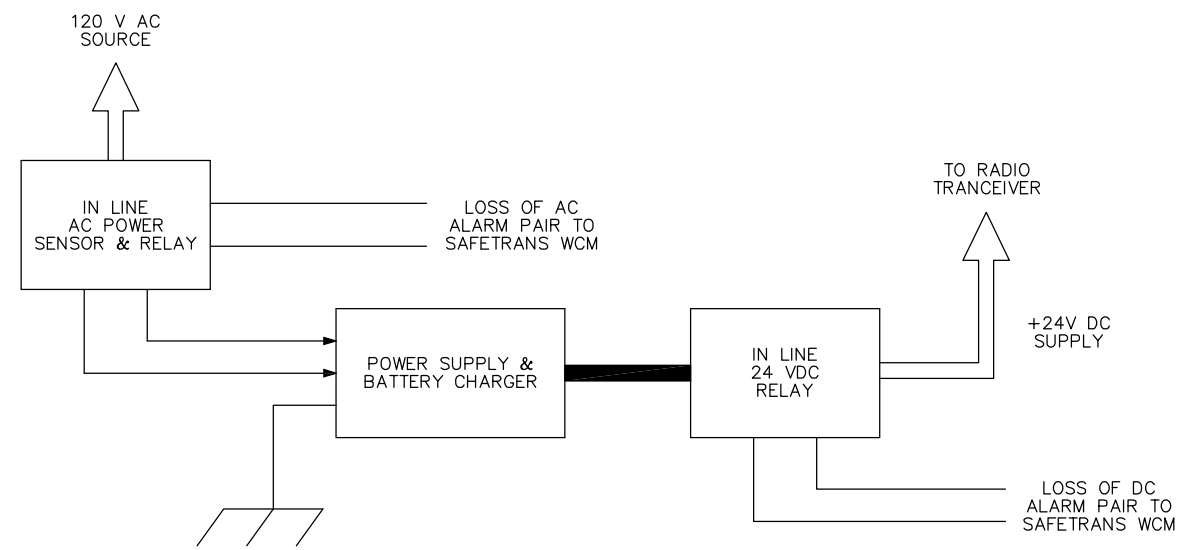 120 V AC
SOURCE
IN LINE
AC POWER
SENSOR & RELAY
LOSS OF AC
ALARM PAIR TO
SAFETRANS WCM
TO RADIO
TRANCEIVER
+24V DC
SUPPLY
POWER SUPPLY &
BATTERY CHARGER
IN LINE
24 VDC
RELAY
LOSS OF DC
ALARM PAIR TO
SAFETRANS WCM